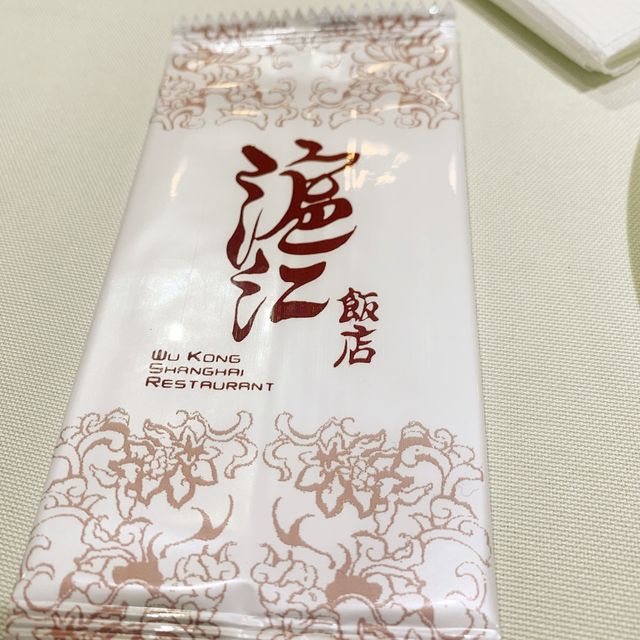 滬江
飯店
Wu Kong
Shanghai
Restaurant